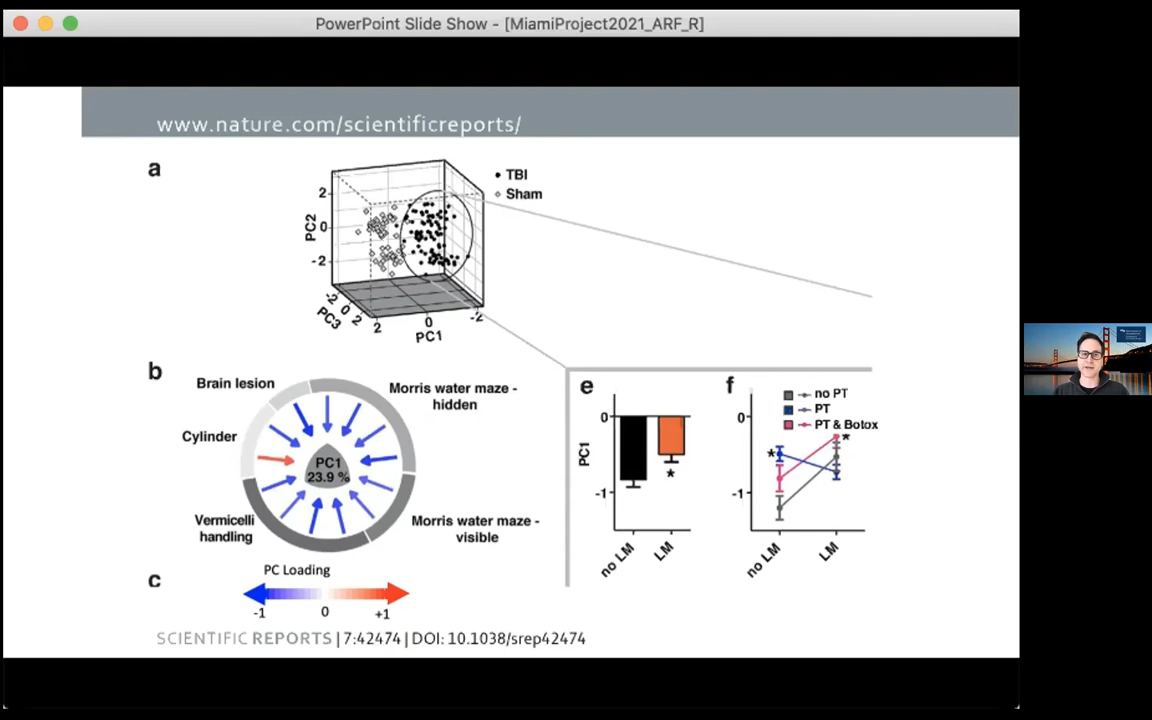 PowerPoint Slide Show - [MiamiProject2021_ARF_R]
www.nature.com/scientificreports/
a
TBI
Sham
2
0
-2
PC2
-2
0
2
PC3
2
0
-2
PC1
b
Brain lesion
Morris water maze -
hidden
Cylinder
PC1
23.9 %
Vermicelli
handling
Morris water maze -
visible
c
PC Loading
-1
0
+1
e
0
-1
PC1
no LM
LM
*
f
no PT
PT
PT & Botox
0
-1
*
*
no LM
LM
SCIENTIFIC REPORTS | 7:42474 | DOI: 10.1038/srep42474